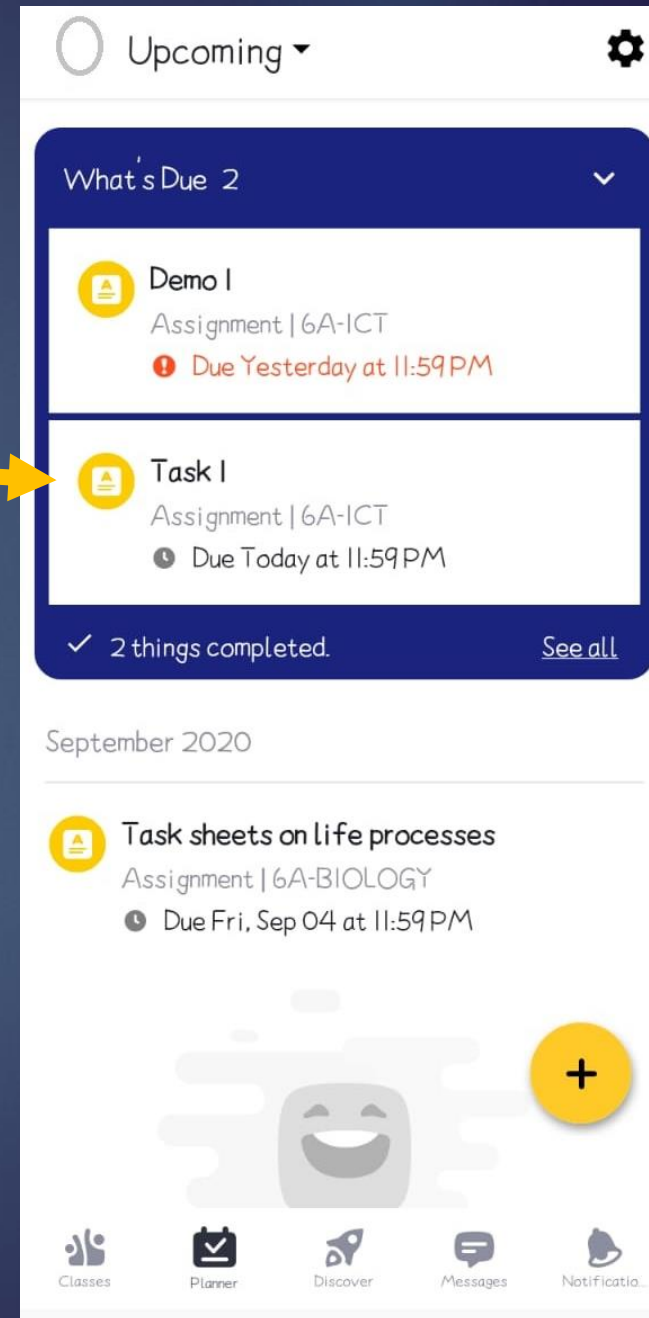 Upcoming
What's Due 2
Demo 1
Assignment | 6A-ICT
Due Yesterday at 11:59 PM
Task 1
Assignment | 6A-ICT
Due Today at 11:59 PM
2 things completed.
See all
September 2020
Task sheets on life processes
Assignment | 6A-BIOLOGY
Due Fri, Sep 04 at 11:59 PM
Classes
Planner
Discover
Messages
Notificatio...